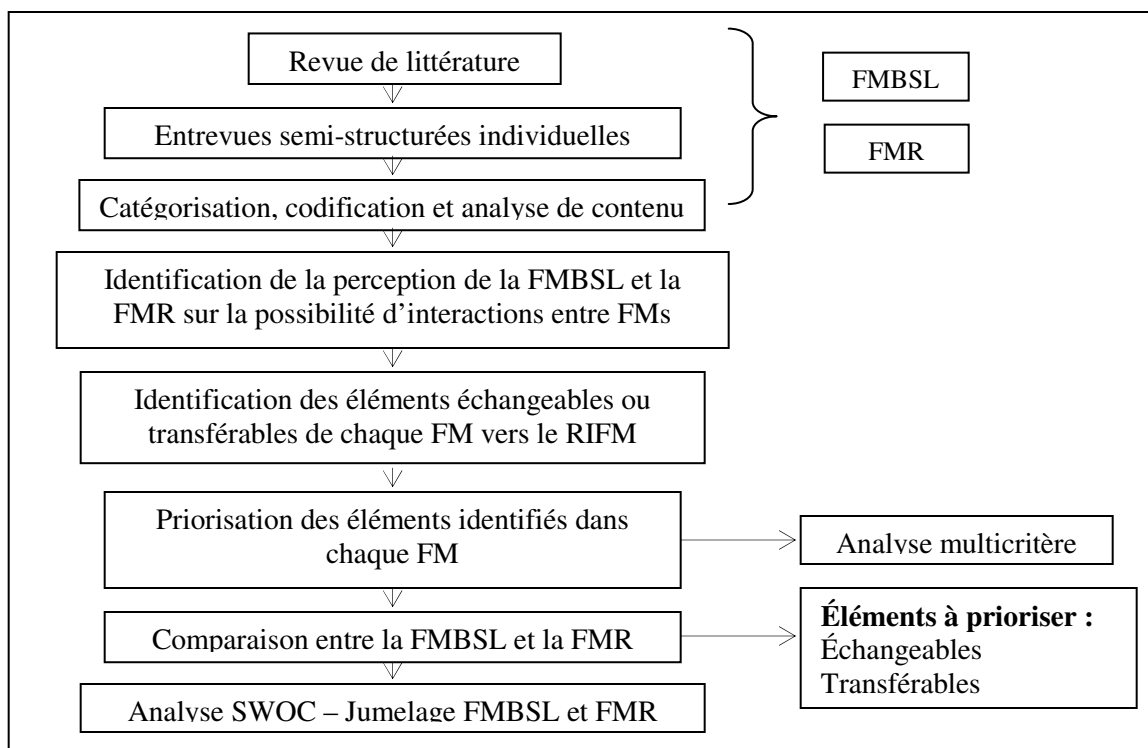 Revue de littérature
FMBSL
Entrevues semi-structurées individuelles
FMR
Catégorisation, codification et analyse de contenu
Identification de la perception de la FMBSL et la
FMR sur la possibilité d’interactions entre FMs
Identification des éléments échangeables ou
transférables de chaque FM vers le RIFM
Priorisation des éléments identifiés dans
chaque FM
Analyse multicritère
Comparaison entre la FMBSL et la FMR
Éléments à prioriser :
Échangeables
Transférables
Analyse SWOC – Jumelage FMBSL et FMR